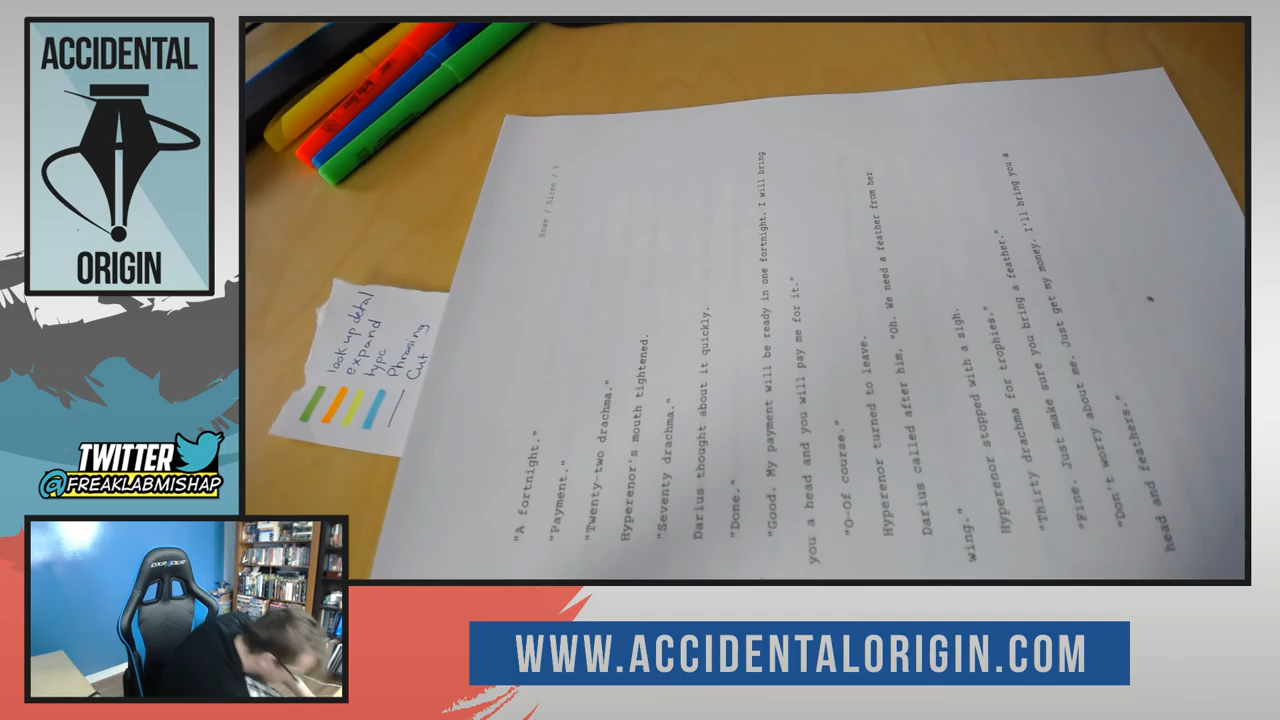 ACCIDENTAL
ORIGIN
TWITTER
@FREAKLABMISHAP
DXRACER
look up detal
expand
typo
Phrasing
Cut
Rowe / Siren / 7
"A fortnight."
"Payment."
"Twenty-two drachma."
Hyperenor's mouth tightened.
"Seventy drachma."
Darius thought about it quickly.
"Done."
"Good. My payment will be ready in one fortnight. I will bring
you a head and you will pay me for it."
"O-Of course."
Hyperenor turned to leave.
Darius called after him, "Oh. We need a feather from her
wing."
Hyperenor stopped with a sigh.
"Thirty drachma for trophies."
"Fine. Just make sure you bring a feather."
"Don't worry about me. Just get my money. I'll bring you a
head and feathers."
WWW.ACCIDENTALORIGIN.COM